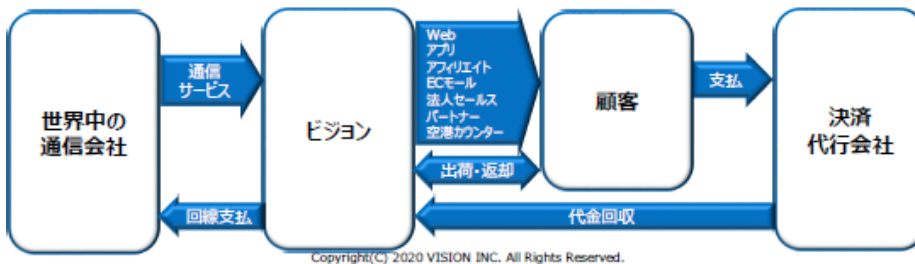 世界中の
通信会社
通信
サービス
回線支払
ビジョン
Web
アプリ
アフィリエイト
ECモール
法人セールス
パートナー
空港カウンター
出荷・返却
顧客
支払
決済
代行会社
代金回収
Copyright(C) 2020 VISION INC. All Rights Reserved.